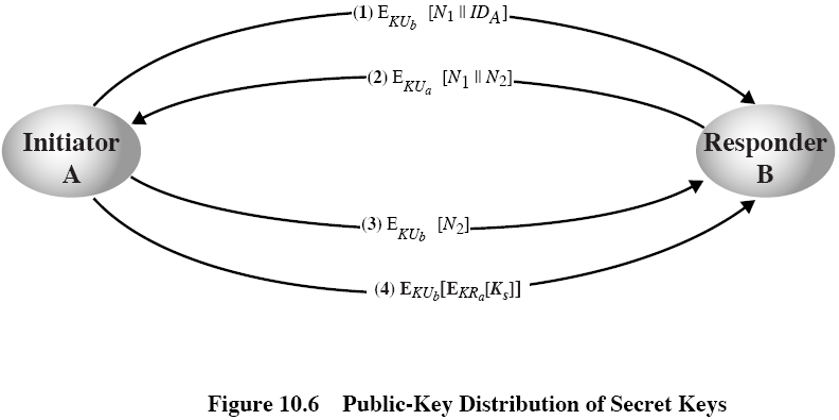 (1) E_{KU_b} [N_1 || ID_A]
(2) E_{KU_a} [N_1 || N_2]
Initiator
A
Responder
B
(3) E_{KU_b} [N_2]
(4) E_{KU_b}[E_{KR_a}[K_s]]
Figure 10.6 Public-Key Distribution of Secret Keys